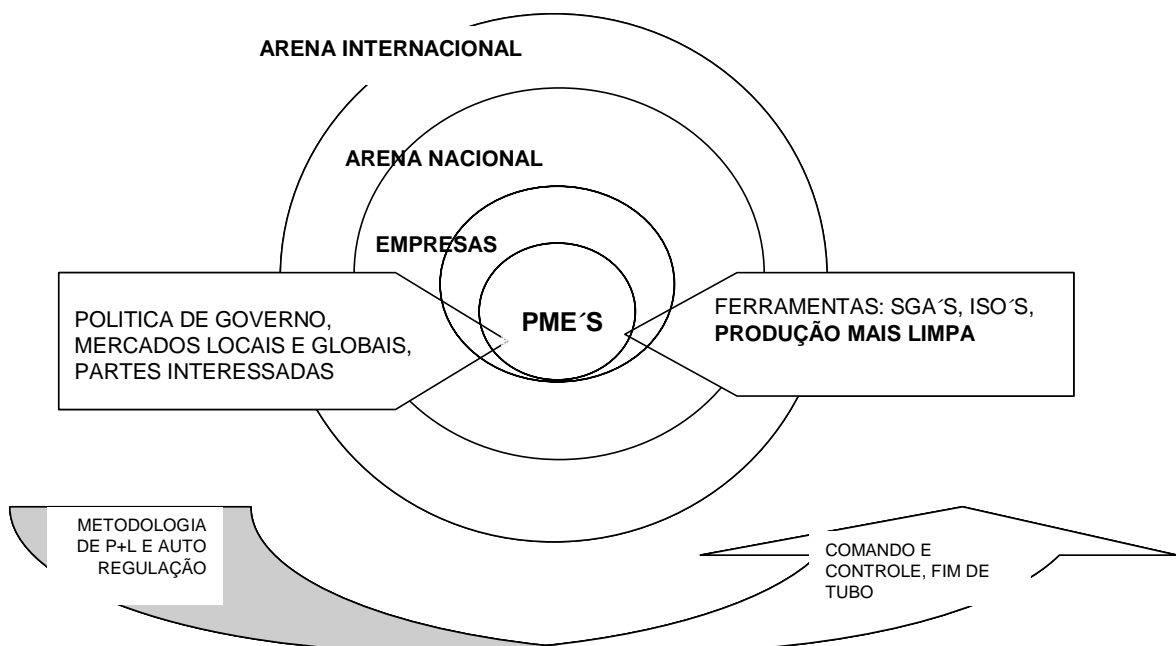 ARENA INTERNACIONAL
ARENA NACIONAL
EMPRESAS
PME´S
POLITICA DE GOVERNO,
MERCADOS LOCAIS E GLOBAIS,
PARTES INTERESSADAS
FERRAMENTAS: SGA´S, ISO´S,
PRODUÇÃO MAIS LIMPA
METODOLOGIA
DE P+L E AUTO
REGULAÇÃO
COMANDO E
CONTROLE, FIM DE
TUBO